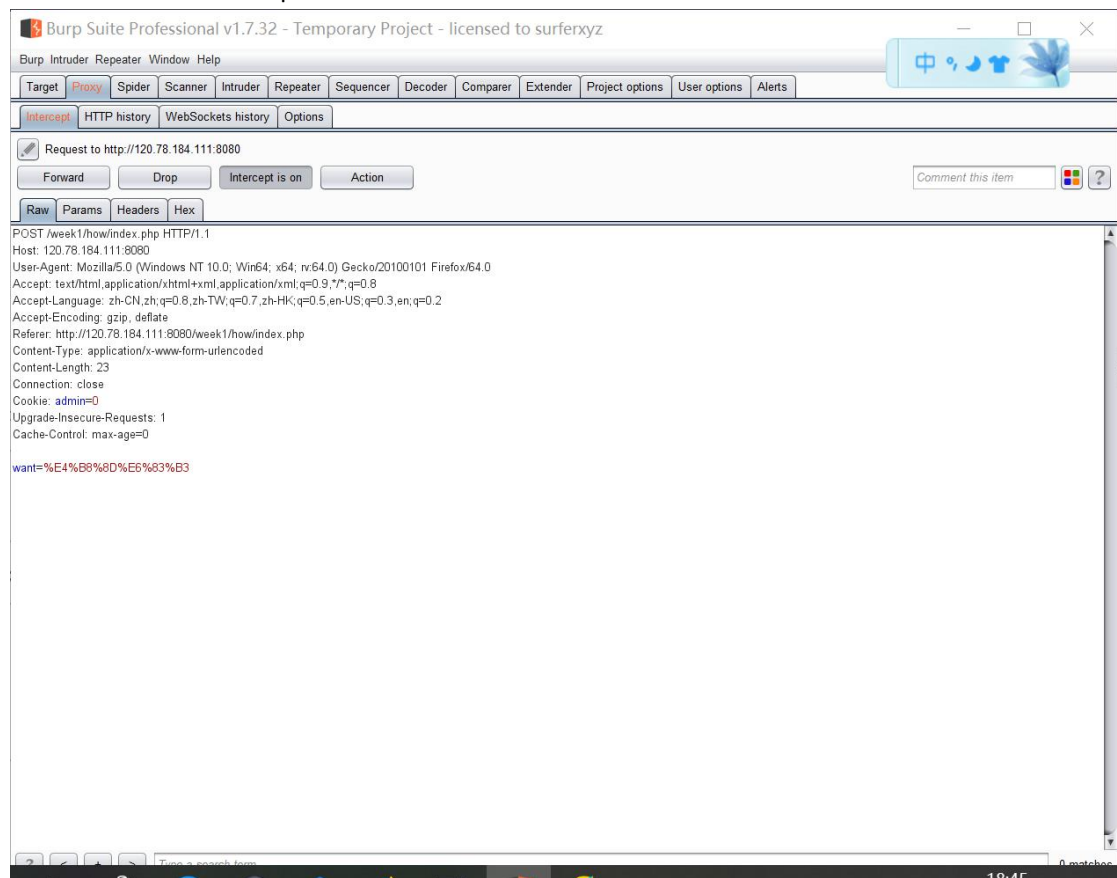 Burp Suite Professional v1.7.32 - Temporary Project - licensed to surferxyz
Burp Intruder Repeater Window Help
中
Target Proxy Spider Scanner Intruder Repeater Sequencer Decoder Comparer Extender Project options User options Alerts
Intercept HTTP history WebSockets history Options
Request to http://120.78.184.111:8080
Forward Drop Intercept is on Action Comment this item ?
Raw Params Headers Hex
POST /week1/how/index.php HTTP/1.1
Host: 120.78.184.111:8080
User-Agent: Mozilla/5.0 (Windows NT 10.0; Win64; x64; rv:64.0) Gecko/20100101 Firefox/64.0
Accept: text/html,application/xhtml+xml,application/xml;q=0.9,*/*;q=0.8
Accept-Language: zh-CN,zh;q=0.8,zh-TW;q=0.7,zh-HK;q=0.5,en-US;q=0.3,en;q=0.2
Accept-Encoding: gzip, deflate
Referer: http://120.78.184.111:8080/week1/how/index.php
Content-Type: application/x-www-form-urlencoded
Content-Length: 23
Connection: close
Cookie: admin=0
Upgrade-Insecure-Requests: 1
Cache-Control: max-age=0
want=%E4%B8%8D%E6%83%B3
? < + > Type a search term 0 matches
18:45